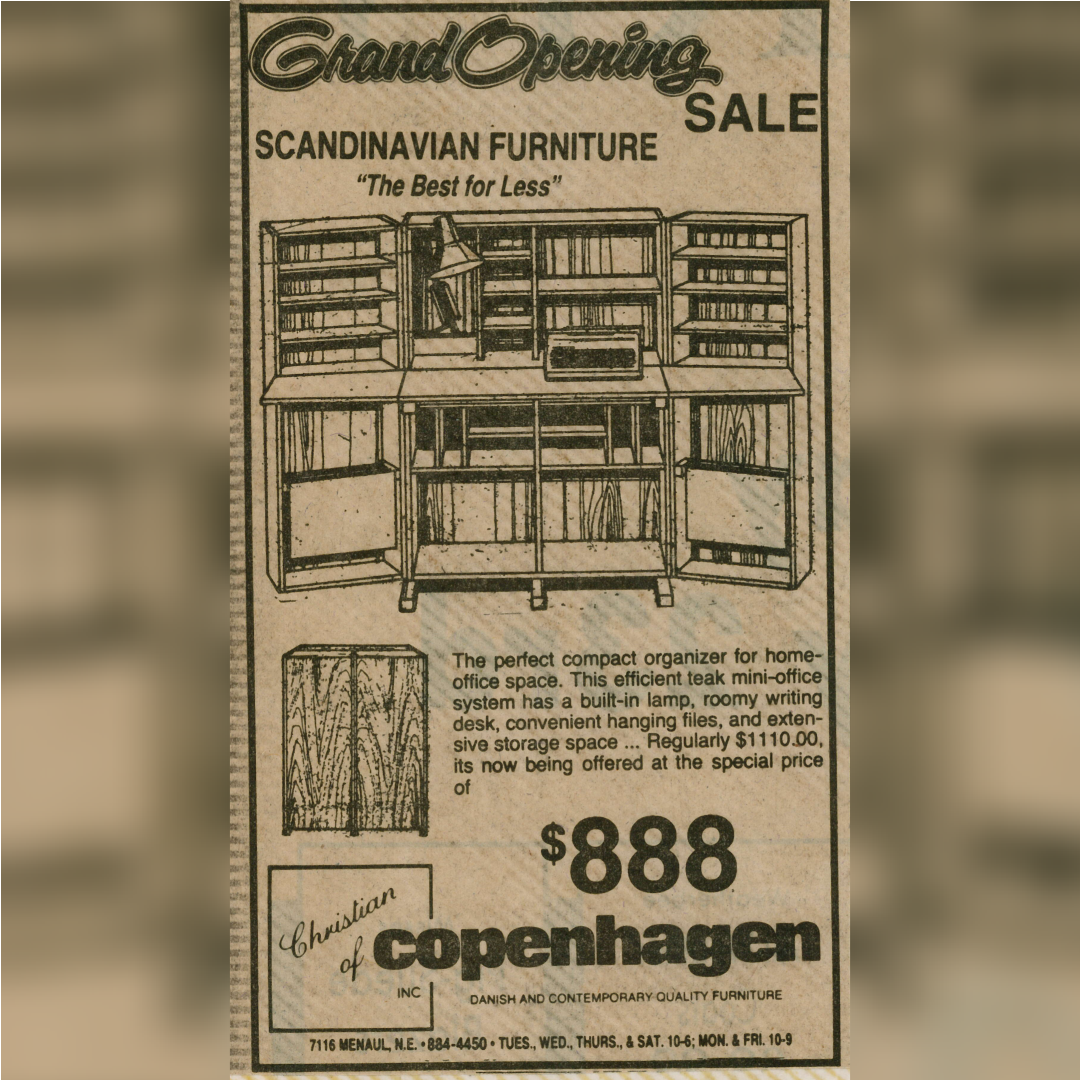 Grand Opening
SALE
SCANDINAVIAN FURNITURE
"The Best for Less"
The perfect compact organizer for home-
office space. This efficient teak mini-office
system has a built-in lamp, roomy writing
desk, convenient hanging files, and exten-
sive storage space ... Regularly $1110.00,
its now being offered at the special price
of
$888
Christian
of copenhagen
INC
DANISH AND CONTEMPORARY QUALITY FURNITURE
7116 MENAUL, N.E. • 884-4450 • TUES., WED., THURS., & SAT. 10-6; MON. & FRI. 10-9